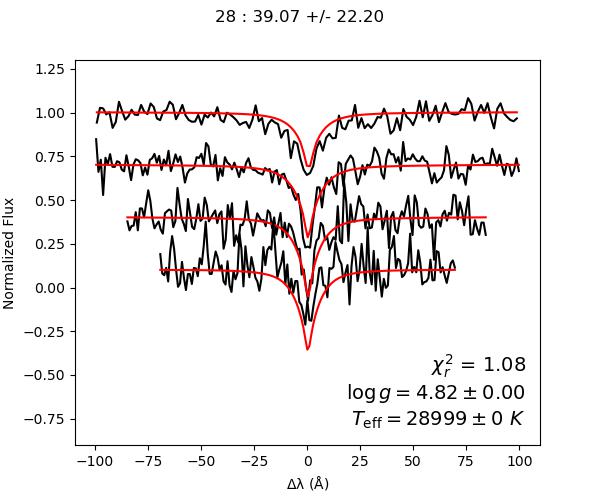 28 : 39.07 +/- 22.20
1.25
1.00
0.75
0.50
0.25
0.00
−0.25
−0.50
−0.75
Normalized Flux
χ²ᵣ = 1.08
log g = 4.82 ± 0.00
T_eff = 28999 ± 0 K
−100 −75 −50 −25 0 25 50 75 100
Δλ (Å)